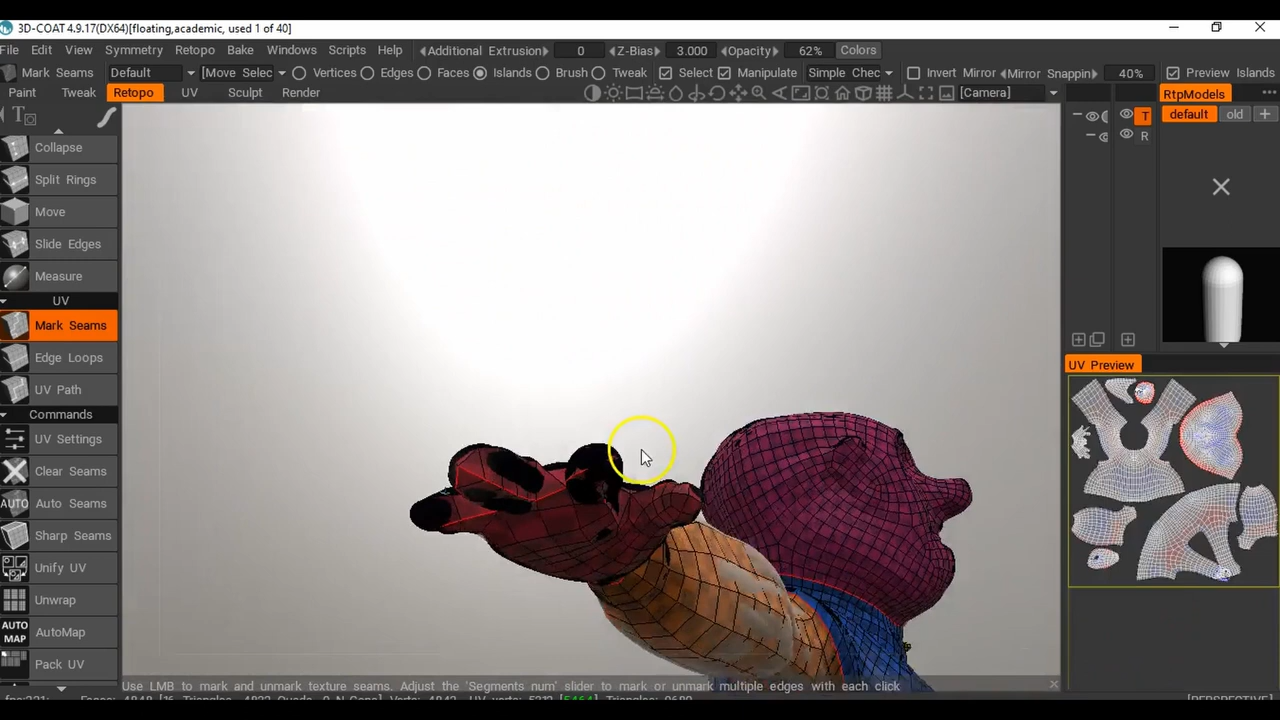 3D-COAT 4.9.17(DX64)[floating,academic, used 1 of 40]
File Edit View Symmetry Retopo Bake Windows Scripts Help Additional Extrusion 0 Z-Bias 3.000 Opacity 62% Colors
Mark Seams Default [Move Selec Vertices Edges Faces Islands Brush Tweak Select Manipulate Simple Chec Invert Mirror Mirror Snappin 40% Preview Islands
Paint Tweak Retopo UV Sculpt Render [Camera] RtpModels
default old +
T
R
Collapse
Split Rings
Move
Slide Edges
Measure
UV
Mark Seams
Edge Loops
UV Path
Commands
UV Settings
Clear Seams
AUTO Auto Seams
Sharp Seams
Unify UV
Unwrap
AUTO MAP AutoMap
Pack UV
UV Preview
Use LMB to mark and unmark texture seams. Adjust the 'Segments num' slider to mark or unmark multiple edges with each click